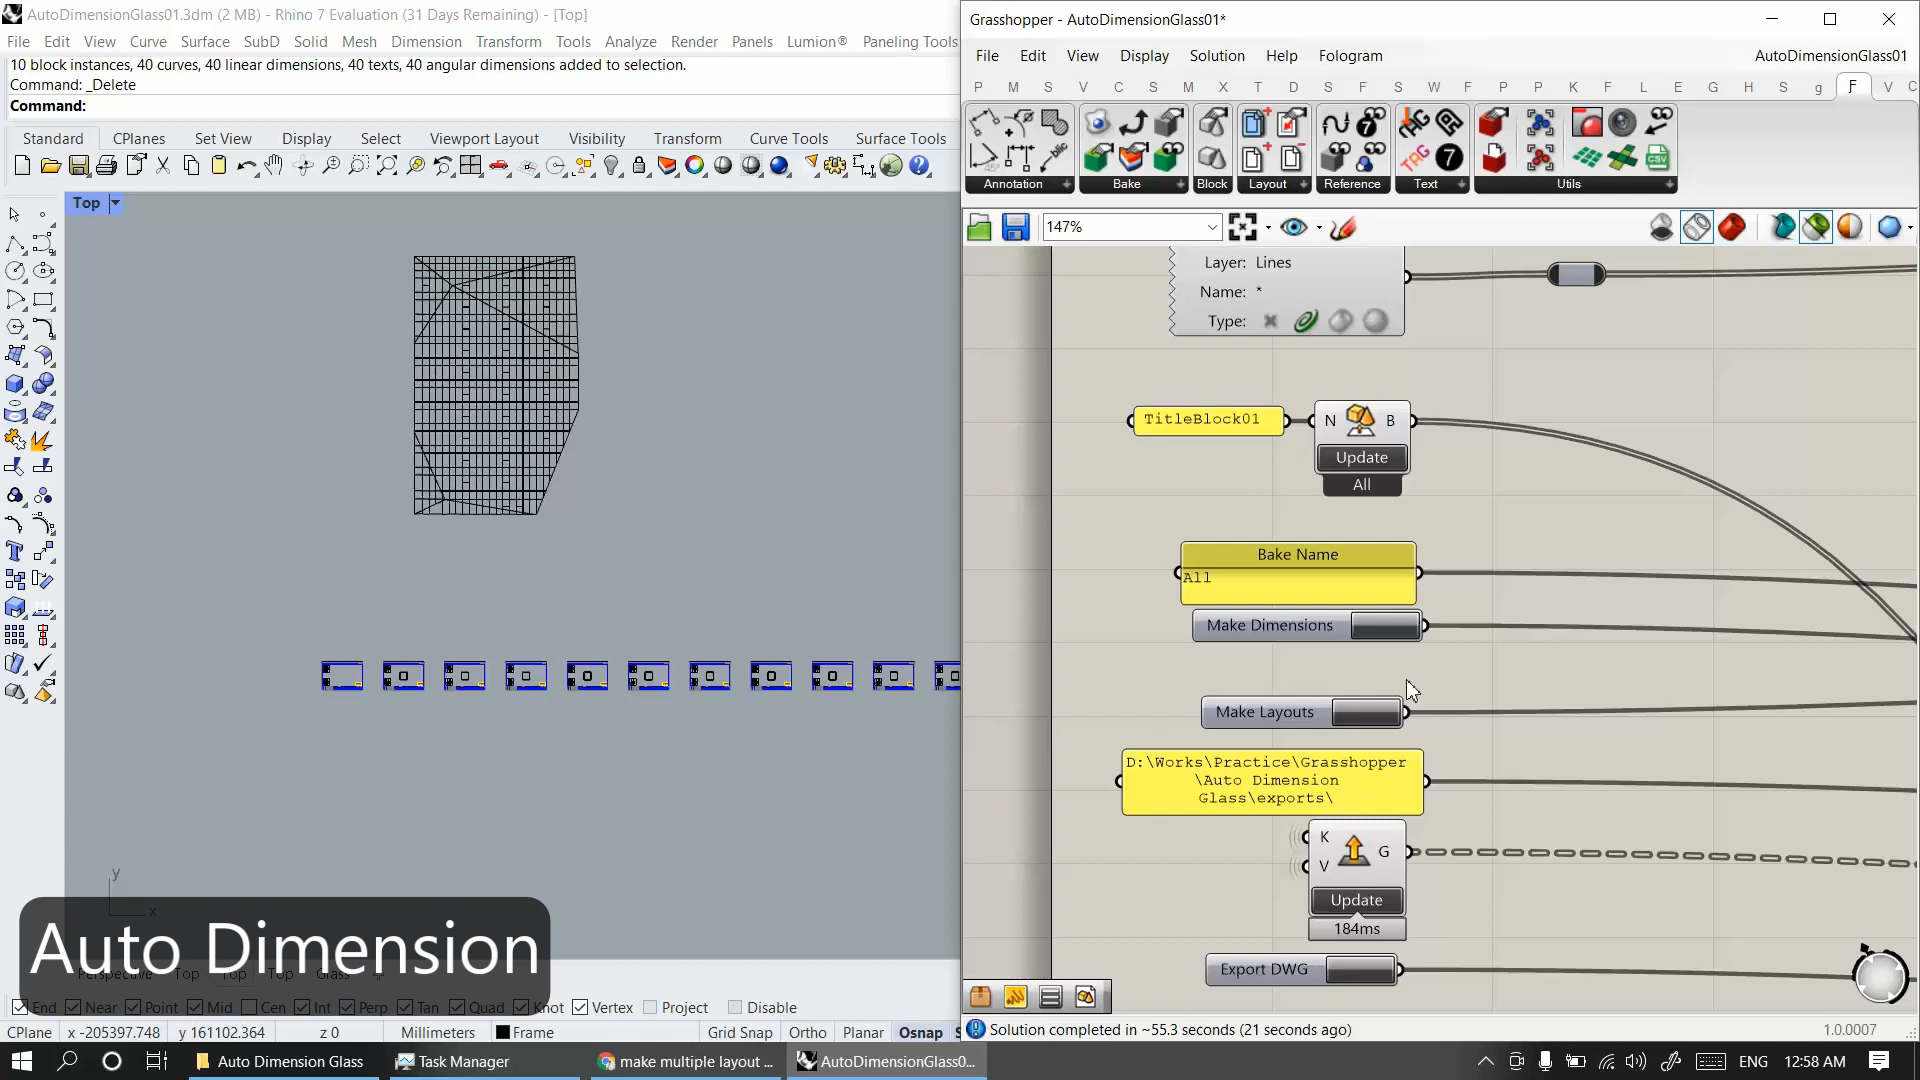 AutoDimensionGlass01.3dm (2 MB) - Rhino 7 Evaluation (31 Days Remaining) - [Top]
File Edit View Curve Surface SubD Solid Mesh Dimension Transform Tools Analyze Render Panels Lumion® Paneling Tools
10 block instances, 40 curves, 40 linear dimensions, 40 texts, 40 angular dimensions added to selection.
Command: _Delete
Command:
Standard CPlanes Set View Display Select Viewport Layout Visibility Transform Curve Tools Surface Tools
Top
y
x
Auto Dimension
Perspective Top Top Top Glass
End Near Point Mid Cen Int Perp Tan Quad Knot Vertex Project Disable
CPlane x -205397.748 y 161102.364 z 0 Millimeters Frame Grid Snap Ortho Planar Osnap S
Grasshopper - AutoDimensionGlass01*
File Edit View Display Solution Help Fologram AutoDimensionGlass01
P M S V C S M X T D S F S W F P P K F L E G H S g F V C
Annotation Bake Block Layout Reference Text Utils
147%
Layer: Lines
Name: *
Type:
TitleBlock01
N B
Update
All
Bake Name
All
Make Dimensions
Make Layouts
D:\Works\Practice\Grasshopper
\Auto Dimension
Glass\exports\
K
G
V
Update
184ms
Export DWG
Solution completed in ~55.3 seconds (21 seconds ago) 1.0.0007
Auto Dimension Glass Task Manager make multiple layout ... AutoDimensionGlass0... ENG 12:58 AM